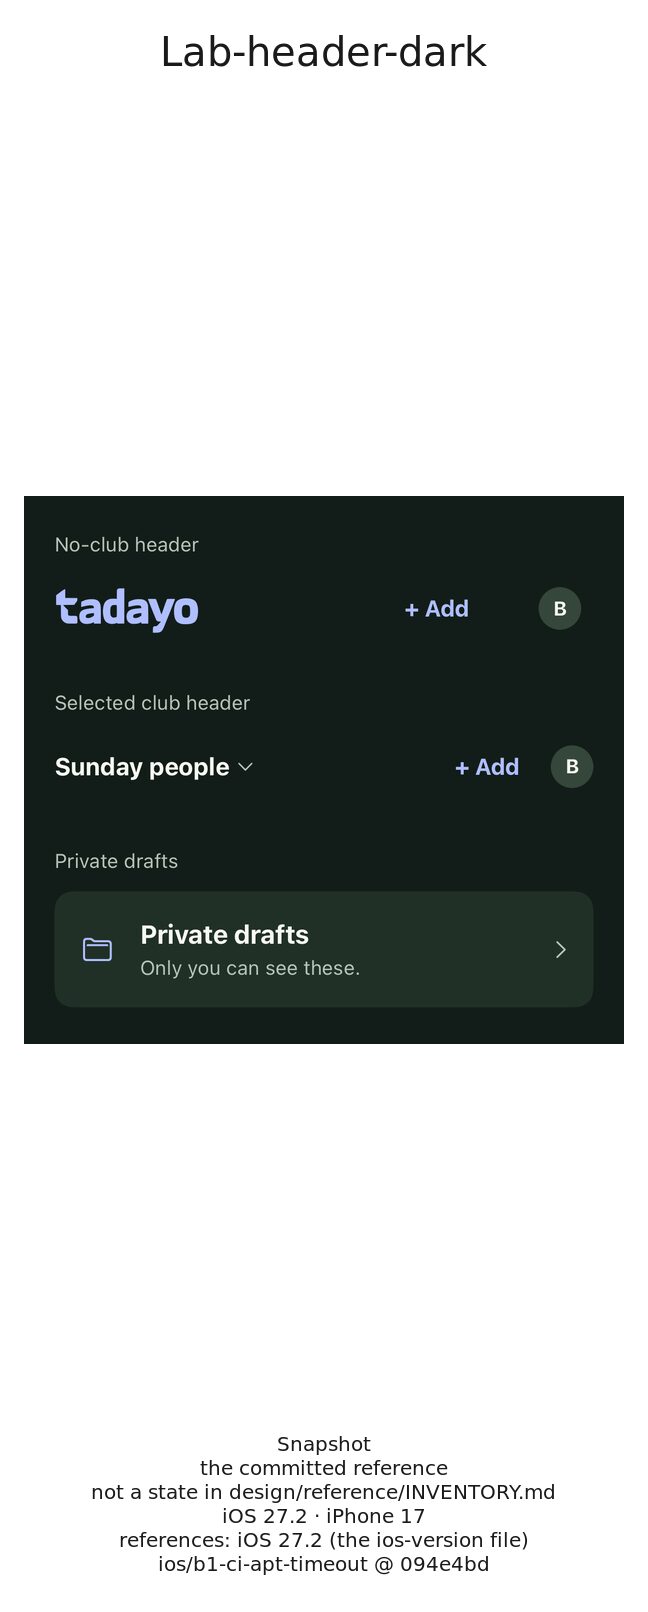 Lab-header-dark
No-club header
tadayo
+ Add
B
Selected club header
Sunday people
+ Add
B
Private drafts
Private drafts
Only you can see these.
Snapshot
the committed reference
not a state in design/reference/INVENTORY.md
iOS 27.2 · iPhone 17
references: iOS 27.2 (the ios-version file)
ios/b1-ci-apt-timeout @ 094e4bd